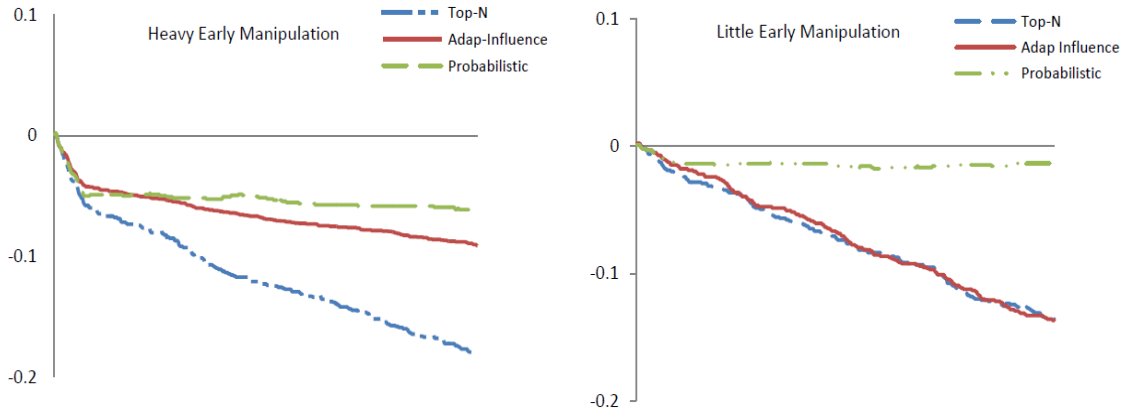 0.1
Heavy Early Manipulation
Top-N
Adap-Influence
Probabilistic
0
-0.1
-0.2
0.1
Little Early Manipulation
Top-N
Adap Influence
Probabilistic
0
-0.1
-0.2